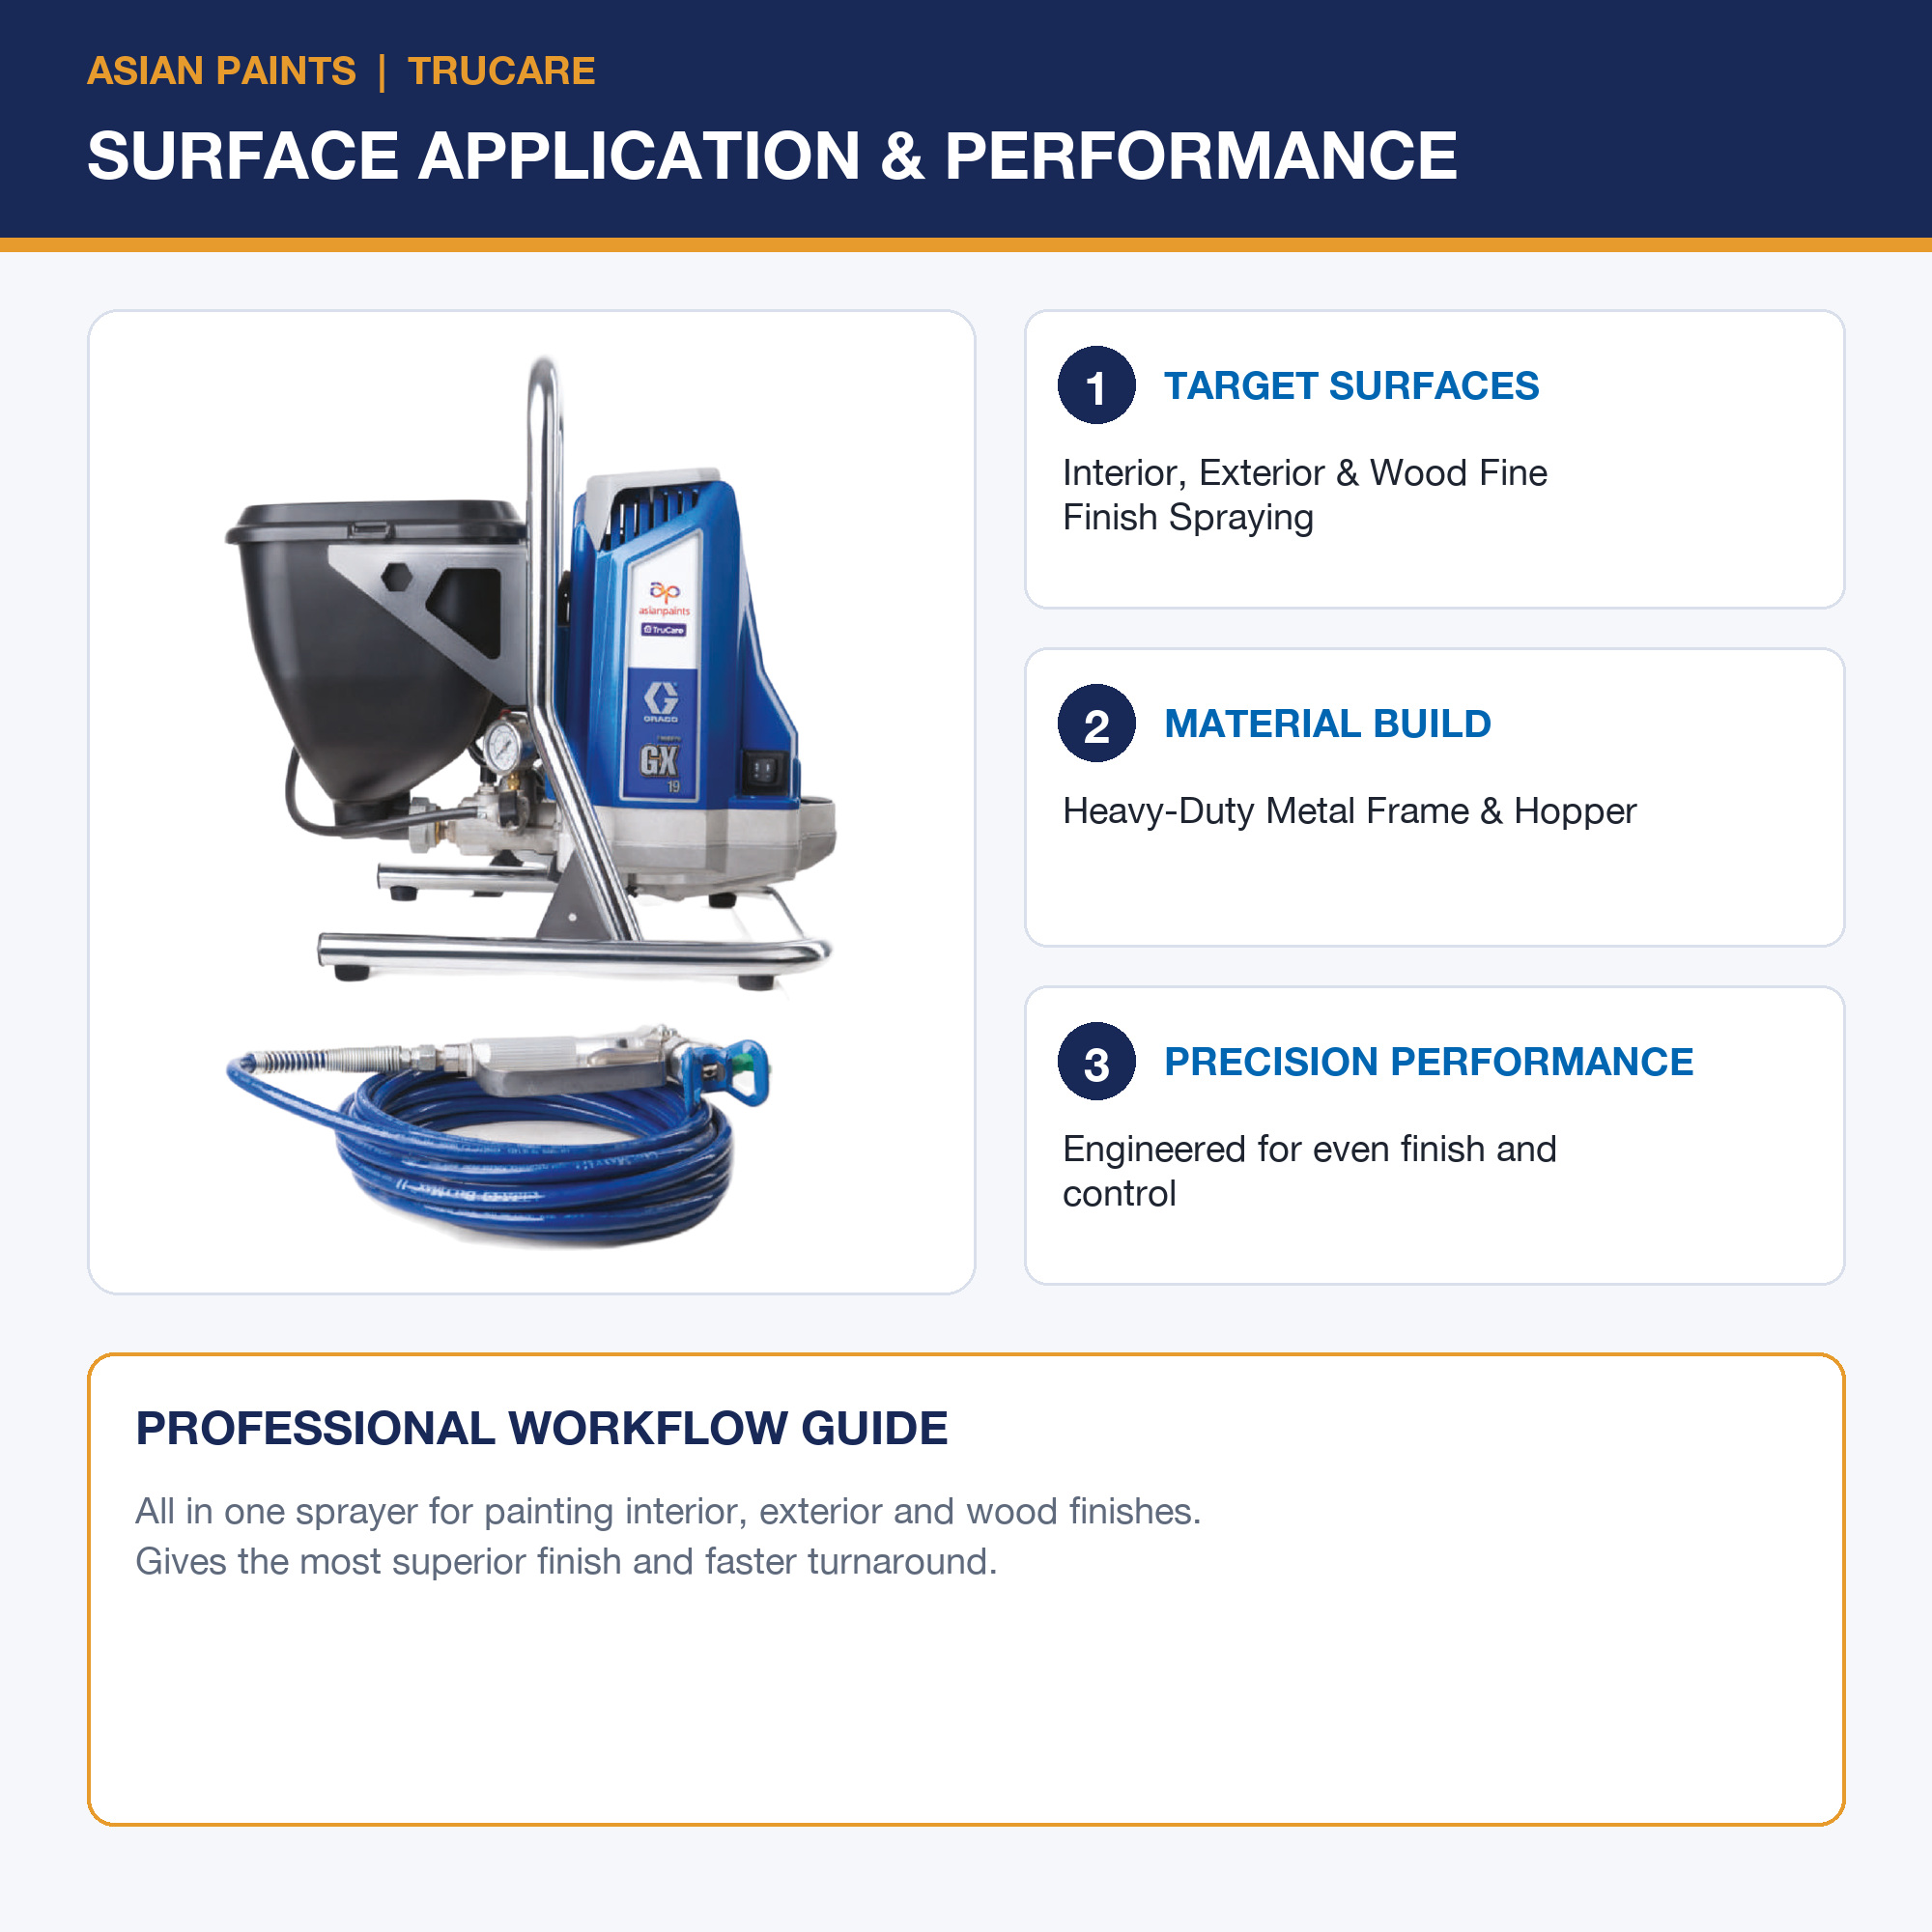 ASIAN PAINTS | TRUCARE
SURFACE APPLICATION & PERFORMANCE
asianpaints
TruCare
GRACO
GX
19
1 TARGET SURFACES
Interior, Exterior & Wood Fine
Finish Spraying
2 MATERIAL BUILD
Heavy-Duty Metal Frame & Hopper
3 PRECISION PERFORMANCE
Engineered for even finish and
control
PROFESSIONAL WORKFLOW GUIDE
All in one sprayer for painting interior, exterior and wood finishes.
Gives the most superior finish and faster turnaround.